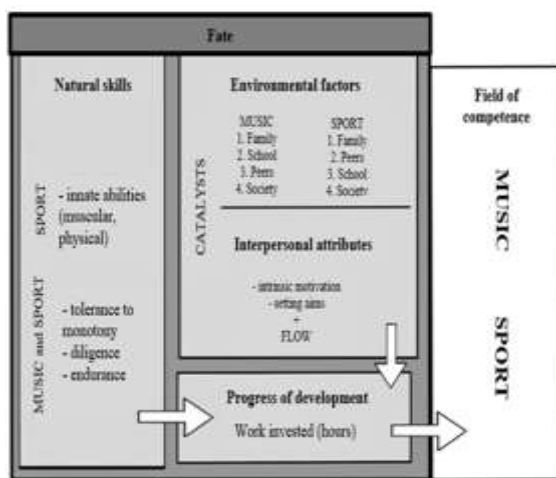 Fate
Natural skills
SPORT
- innate abilities
(muscular,
physical)
MUSIC and SPORT
- tolerance to
monotony
- diligence
- endurance
CATALYSTS
Environmental factors
MUSIC
1. Family
2. School
3. Peers
4. Society
SPORT
1. Family
2. Peers
3. School
4. Society
Interpersonal attributes
- intrinsic motivation
- setting aims
+
FLOW
Progress of development
Work invested (hours)
Field of
competence
MUSIC
SPORT